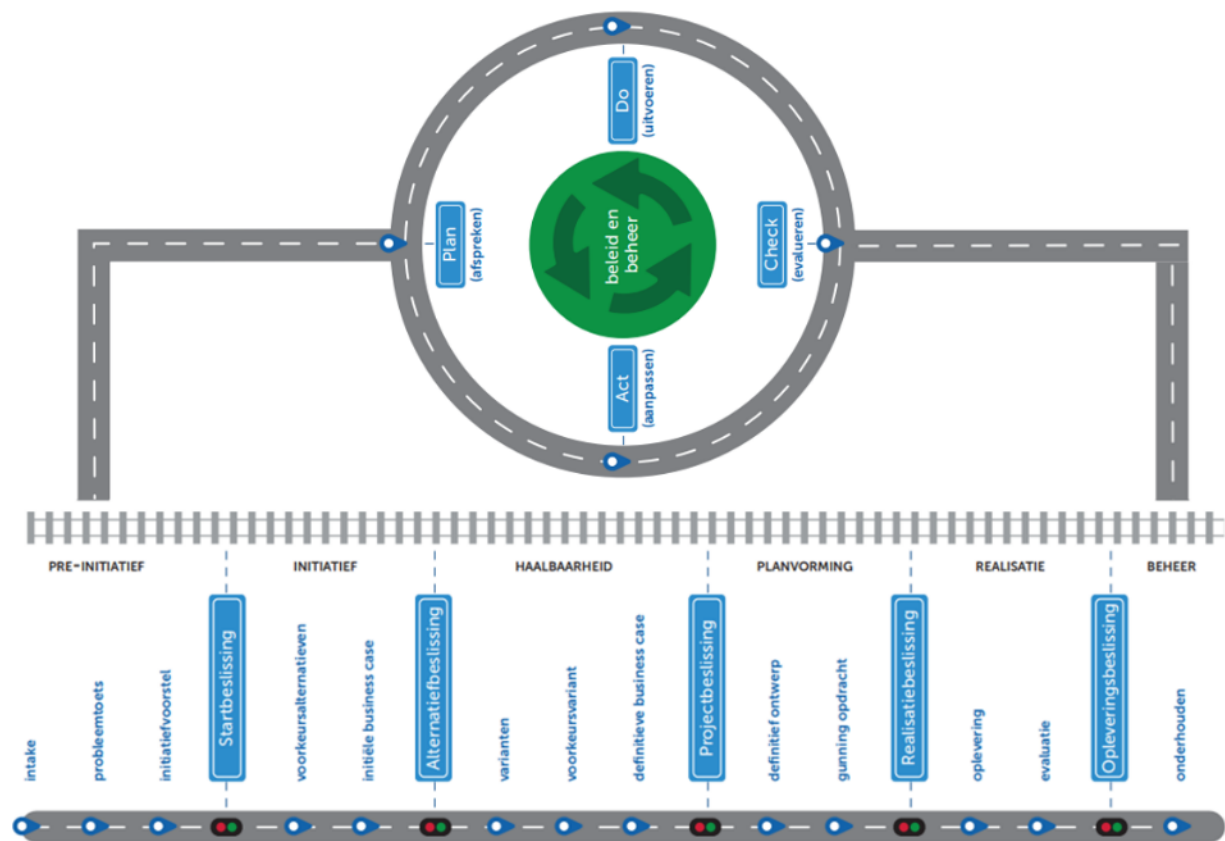 Do
(uitvoeren)
Plan
(afspreken)
beleid en
beheer
Check
(evalueren)
Act
(aanpassen)
PRE-INITIATIEF
INITIATIEF
HAALBAARHEID
PLANVORMING
REALISATIE
BEHEER
intake
probleemtoets
initiatiefvoorstel
Startbeslissing
voorkeursalternatieven
initiële business case
Alternatiefbeslissing
varianten
voorkeursvariant
definitieve business case
Projectbeslissing
definitief ontwerp
gunning opdracht
Realisatiebeslissing
oplevering
evaluatie
Opleveringsbeslissing
onderhouden